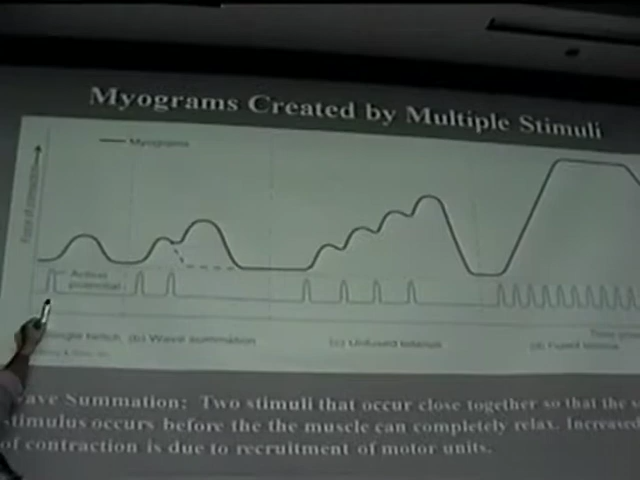 Myograms Created by Multiple Stimuli
Myograms
Action
potential
Single twitch, (b) Wave summation
(c) Unfused tetanus
(d) Fused tetanus
Wave Summation: Two stimuli that occur close together so that the
stimulus occurs before the the muscle can completely relax. Increased
of contraction is due to recruitment of motor units.